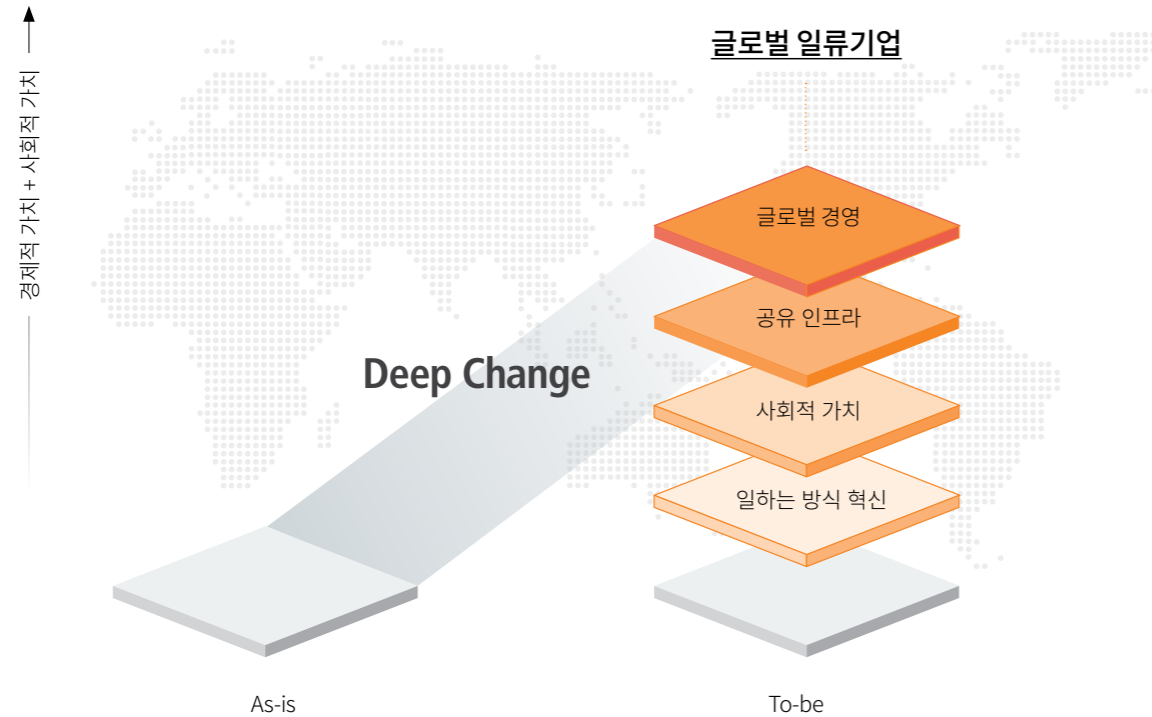 글로벌 일류기업
경제적 가치 + 사회적 가치
글로벌 경영
공유 인프라
Deep Change
사회적 가치
일하는 방식 혁신
As-is
To-be